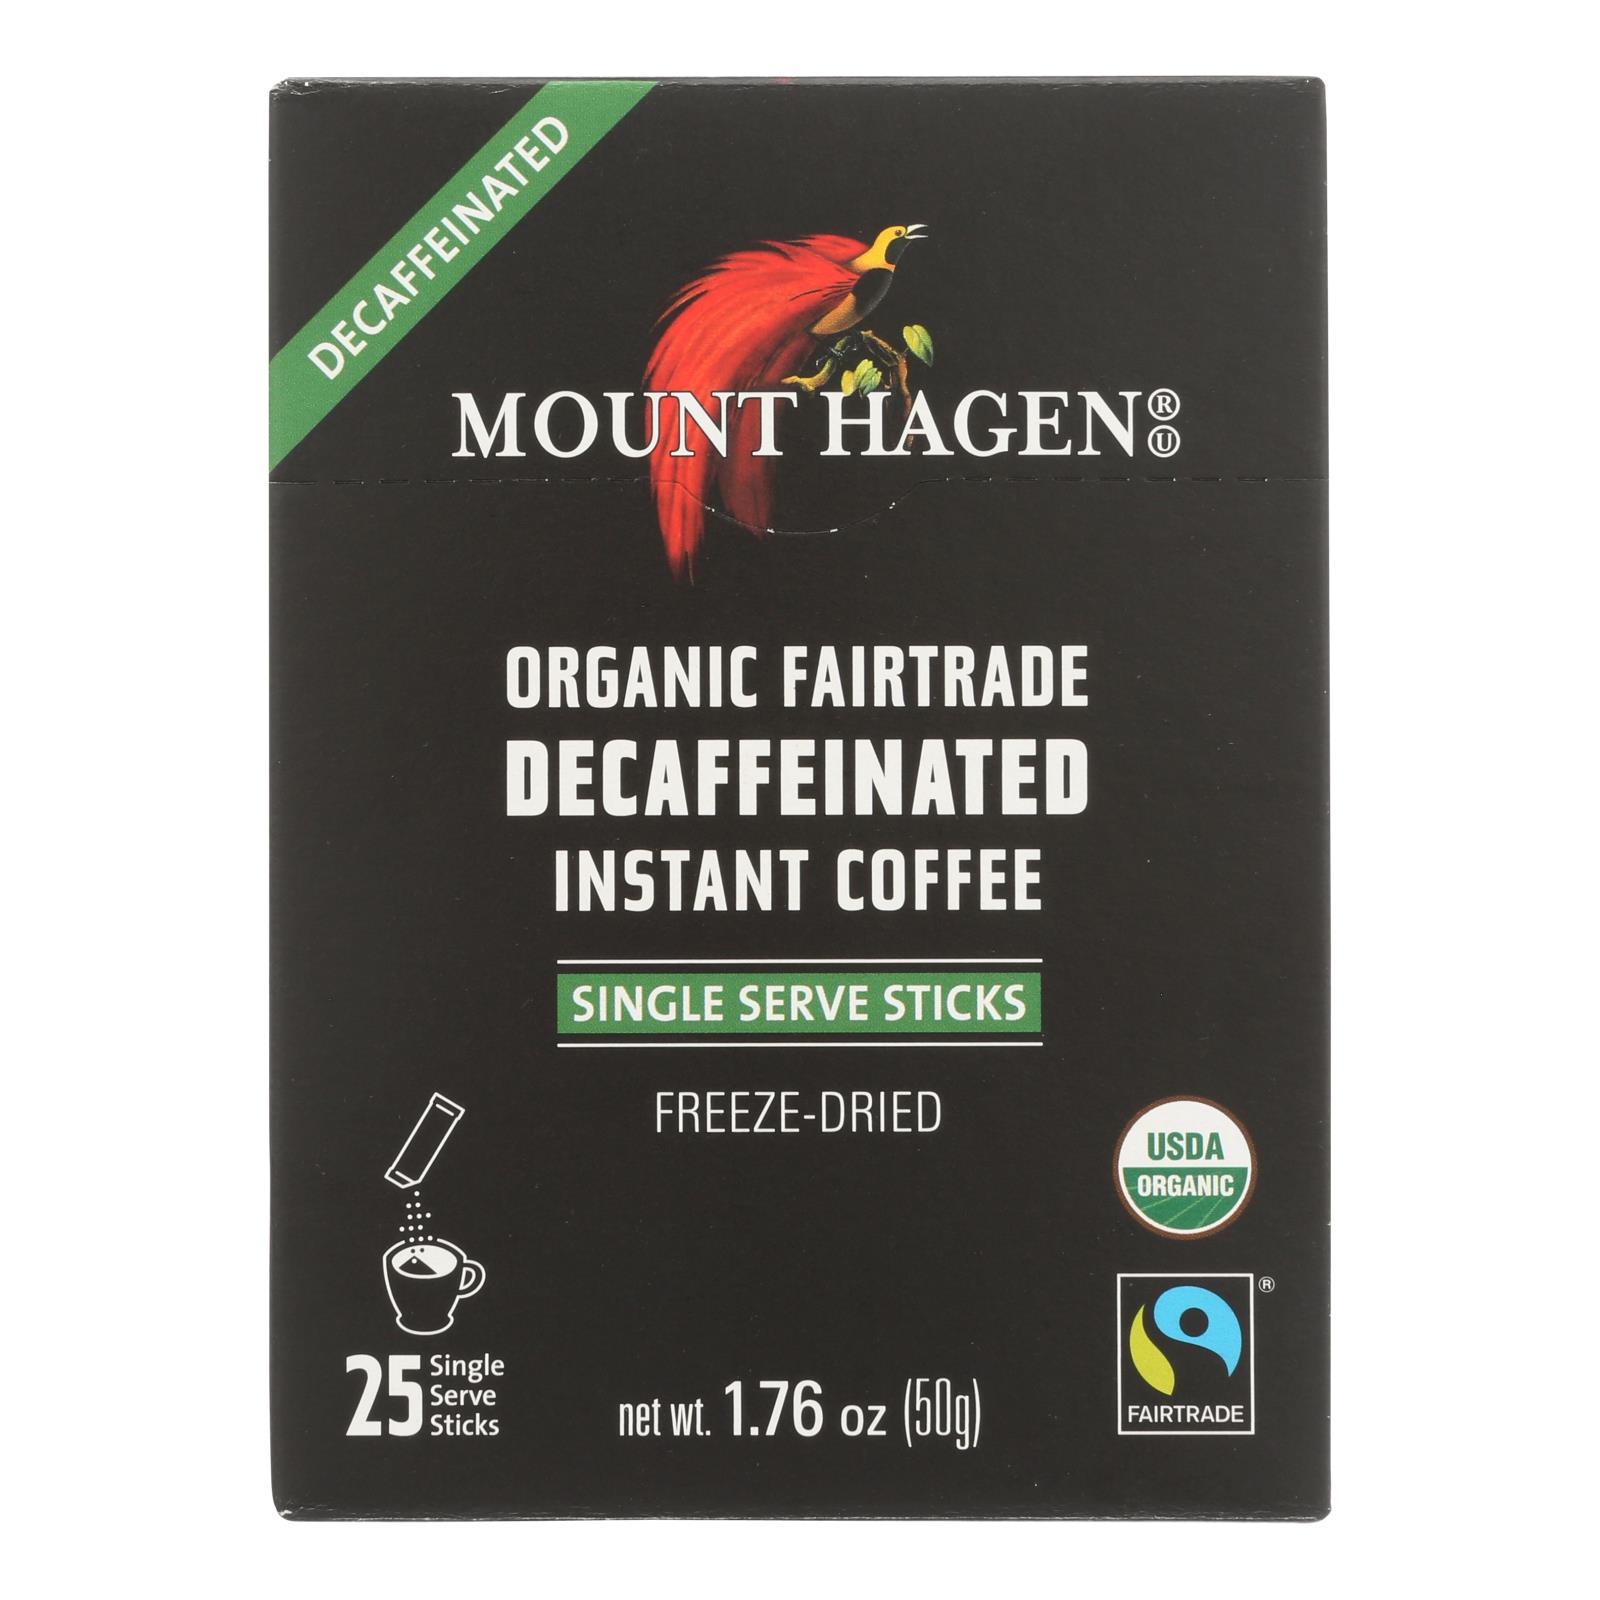 DECAFFEINATED
MOUNT HAGEN®
Ⓤ
ORGANIC FAIRTRADE
DECAFFEINATED
INSTANT COFFEE
SINGLE SERVE STICKS
FREEZE-DRIED
USDA
ORGANIC
®
FAIRTRADE
25 Single
Serve
Sticks
net wt. 1.76 oz (50g)